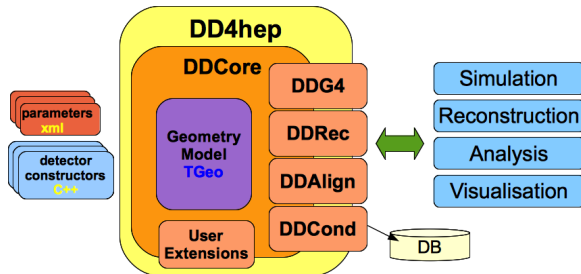 DD4hep
DDCore
parameters
xml
detector
constructors
C++
Geometry
Model
TGeo
User
Extensions
DDG4
DDRec
DDAlign
DDCond
Simulation
Reconstruction
Analysis
Visualisation
DB